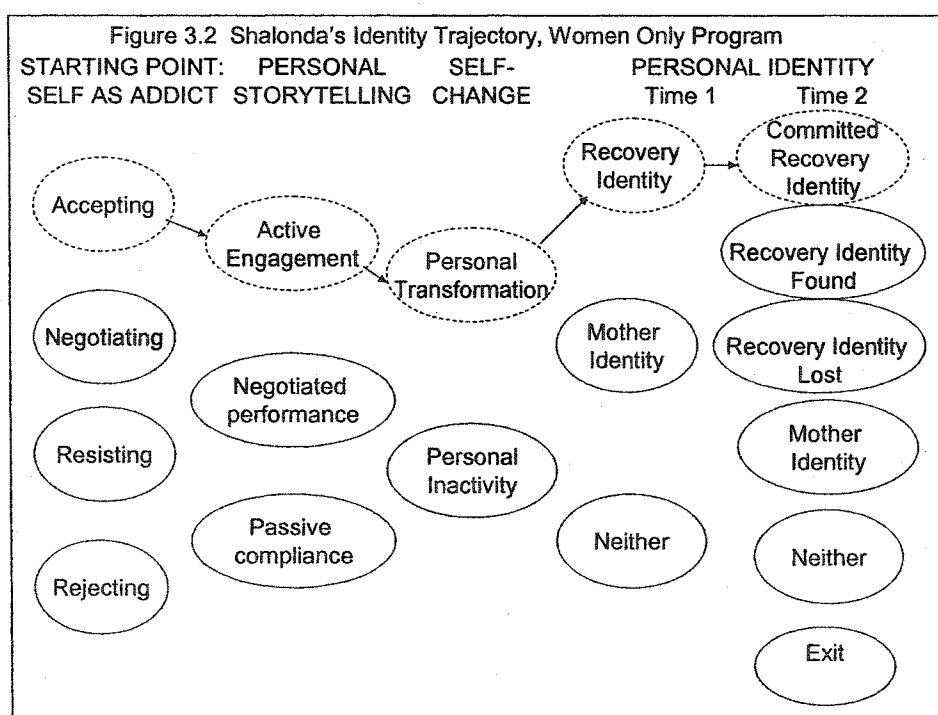 Figure 3.2 Shalonda's Identity Trajectory, Women Only Program
STARTING POINT:
SELF AS ADDICT
PERSONAL
STORYTELLING
SELF-
CHANGE
PERSONAL IDENTITY
Time 1
Time 2
Accepting
Negotiating
Resisting
Rejecting
Active
Engagement
Negotiated
performance
Passive
compliance
Personal
Transformation
Personal
Inactivity
Recovery
Identity
Mother
Identity
Neither
Committed
Recovery
Identity
Recovery Identity
Found
Recovery Identity
Lost
Mother
Identity
Neither
Exit